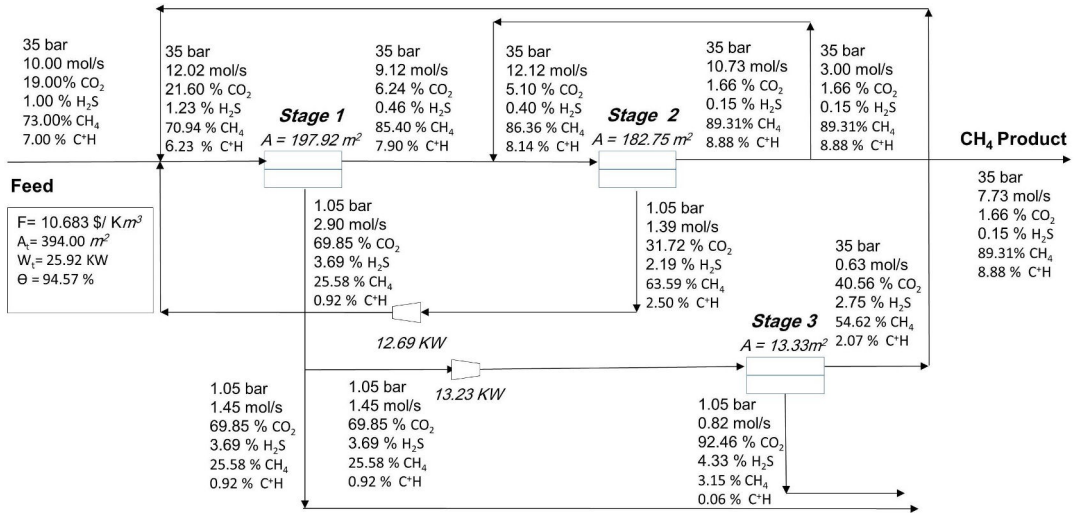 35 bar
10.00 mol/s
19.00% CO₂
1.00 % H₂S
73.00% CH₄
7.00 % C⁺H
35 bar
12.02 mol/s
21.60 % CO₂
1.23 % H₂S
70.94 % CH₄
6.23 % C⁺H
Stage 1
A = 197.92 m²
35 bar
9.12 mol/s
6.24 % CO₂
0.46 % H₂S
85.40 % CH₄
7.90 % C⁺H
35 bar
12.12 mol/s
5.10 % CO₂
0.40 % H₂S
86.36 % CH₄
8.14 % C⁺H
Stage 2
A = 182.75 m²
35 bar
10.73 mol/s
1.66 % CO₂
0.15 % H₂S
89.31% CH₄
8.88 % C⁺H
35 bar
3.00 mol/s
1.66 % CO₂
0.15 % H₂S
89.31% CH₄
8.88 % C⁺H
CH₄ Product
35 bar
7.73 mol/s
1.66 % CO₂
0.15 % H₂S
89.31% CH₄
8.88 % C⁺H
Feed
F= 10.683 $/ Km³
Aₜ= 394.00 m²
Wₜ= 25.92 KW
Θ = 94.57 %
1.05 bar
2.90 mol/s
69.85 % CO₂
3.69 % H₂S
25.58 % CH₄
0.92 % C⁺H
1.05 bar
1.39 mol/s
31.72 % CO₂
2.19 % H₂S
63.59 % CH₄
2.50 % C⁺H
12.69 KW
35 bar
0.63 mol/s
40.56 % CO₂
2.75 % H₂S
54.62 % CH₄
2.07 % C⁺H
Stage 3
A = 13.33m²
13.23 KW
1.05 bar
1.45 mol/s
69.85 % CO₂
3.69 % H₂S
25.58 % CH₄
0.92 % C⁺H
1.05 bar
1.45 mol/s
69.85 % CO₂
3.69 % H₂S
25.58 % CH₄
0.92 % C⁺H
1.05 bar
0.82 mol/s
92.46 % CO₂
4.33 % H₂S
3.15 % CH₄
0.06 % C⁺H